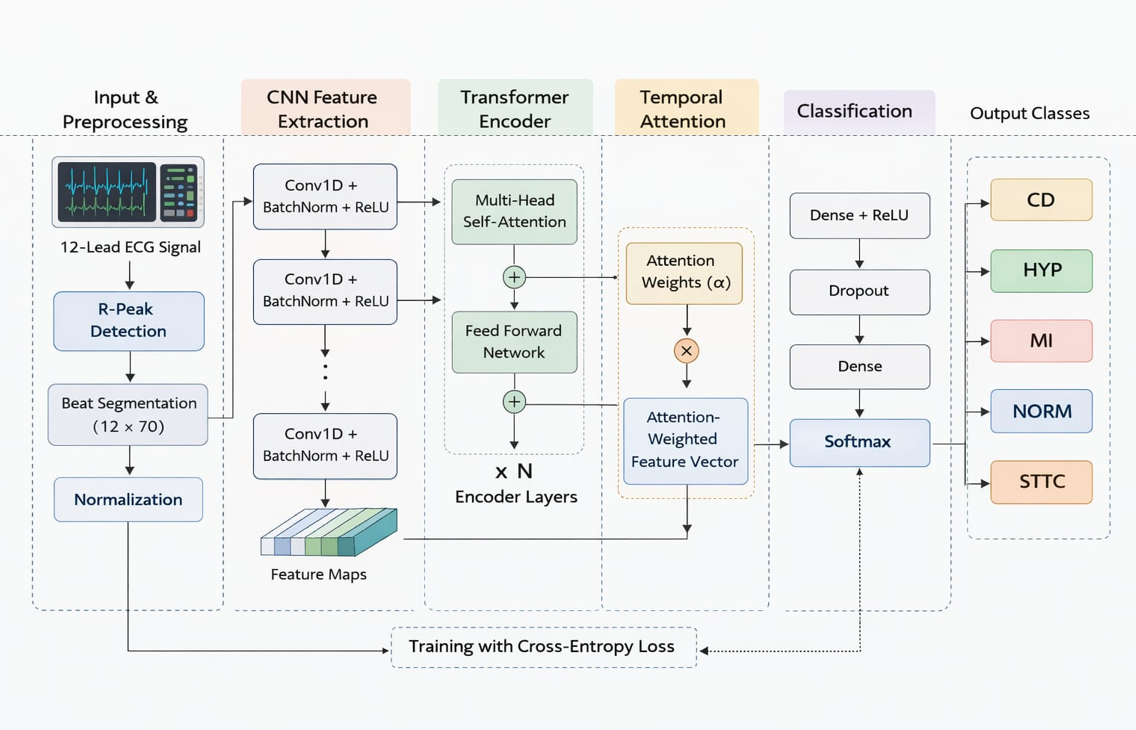 Input &
Preprocessing
CNN Feature
Extraction
Transformer
Encoder
Temporal
Attention
Classification
Output Classes
12-Lead ECG Signal
R-Peak
Detection
Beat Segmentation
(12 × 70)
Normalization
Conv1D +
BatchNorm + ReLU
Conv1D +
BatchNorm + ReLU
Conv1D +
BatchNorm + ReLU
Feature Maps
Multi-Head
Self-Attention
+
Feed Forward
Network
+
x N
Encoder Layers
Attention
Weights (α)
×
Attention-
Weighted
Feature Vector
Dense + ReLU
Dropout
Dense
Softmax
CD
HYP
MI
NORM
STTC
Training with Cross-Entropy Loss